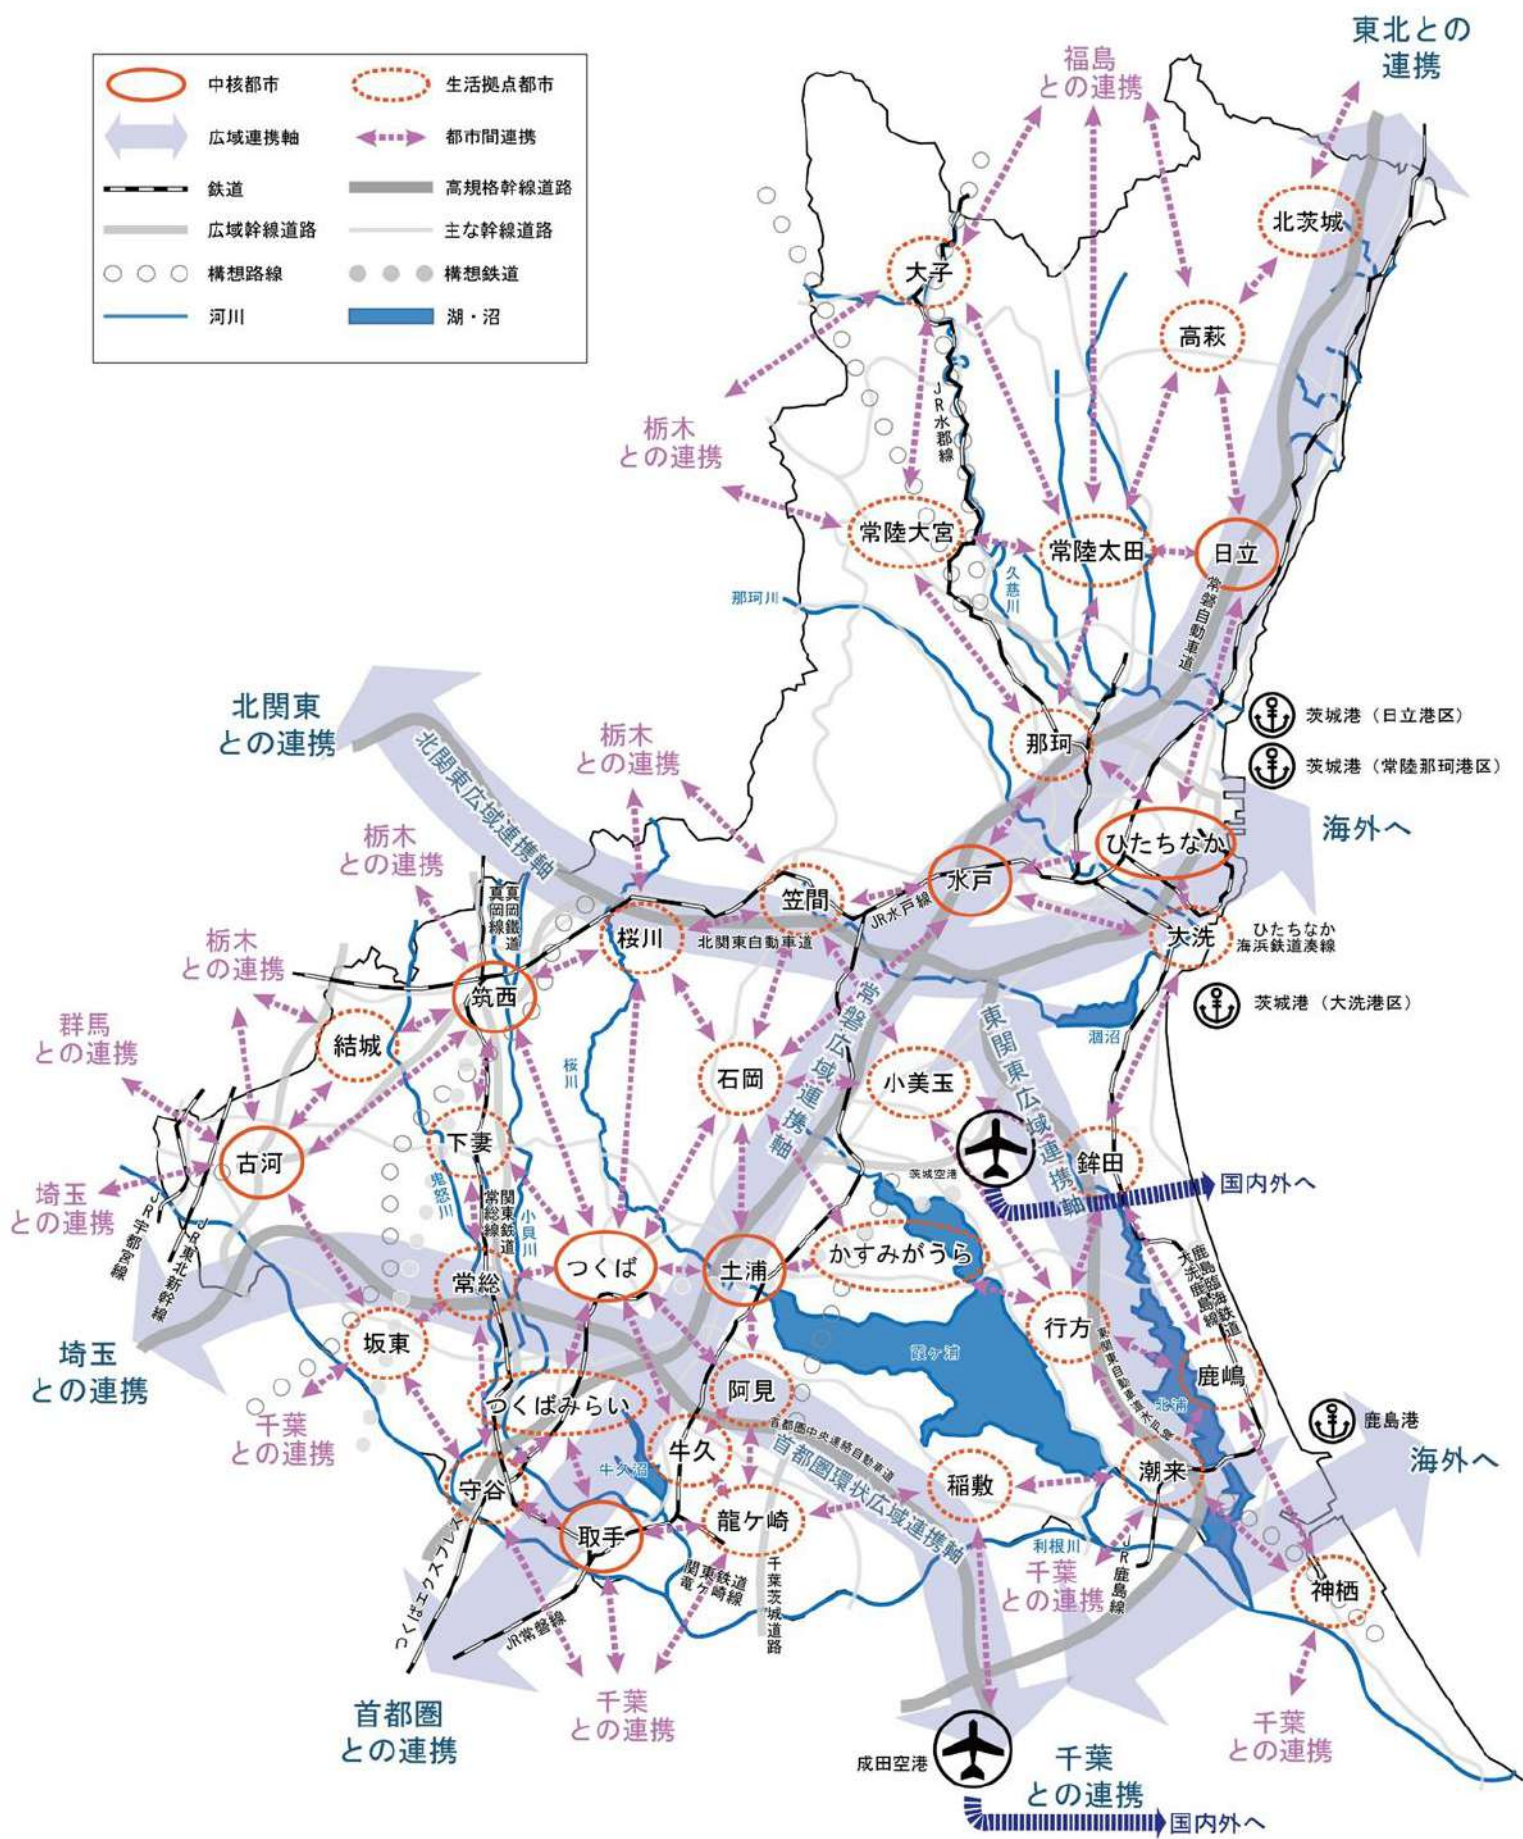 中核都市
生活拠点都市
広域連携軸
都市間連携
鉄道
高規格幹線道路
広域幹線道路
主な幹線道路
構想路線
構想鉄道
河川
湖・沼
東北との
連携
福島
との連携
北茨城
大子
高萩
JR水郡線
栃木
との連携
常陸大宮
常陸太田
日立
久慈川
那珂川
常磐自動車道
北関東
との連携
茨城港（日立港区）
栃木
との連携
那珂
茨城港（常陸那珂港区）
北関東広域連携軸
海外へ
栃木
との連携
ひたちなか
水戸
笠間
JR水戸線
真岡鐵道
真岡線
桜川
北関東自動車道
大洗
ひたちなか
海浜鉄道湊線
栃木
との連携
筑西
茨城港（大洗港区）
常磐広域連携軸
東関東広域連携軸
涸沼
群馬
との連携
結城
桜川
石岡
小美玉
下妻
古河
茨城空港
鉾田
国内外へ
埼玉
との連携
鬼怒川
関東鉄道
常総線
小貝川
JR宇都宮線
JR東北新幹線
つくば
土浦
かすみがうら
常総
鹿島臨海鉄道
大洗鹿島線
坂東
行方
霞ヶ浦
東関東自動車道水戸線
埼玉
との連携
鹿嶋
阿見
北浦
つくばみらい
千葉
との連携
鹿島港
首都圏中央連絡自動車道
首都圏環状広域連携軸
牛久
海外へ
牛久沼
守谷
稲敷
潮来
龍ケ崎
取手
利根川
千葉
との連携
JR鹿島線
神栖
関東鉄道
竜ケ崎線
千葉茨城道路
つくばエクスプレス
JR常磐線
首都圏
との連携
千葉
との連携
千葉
との連携
成田空港
千葉
との連携
国内外へ